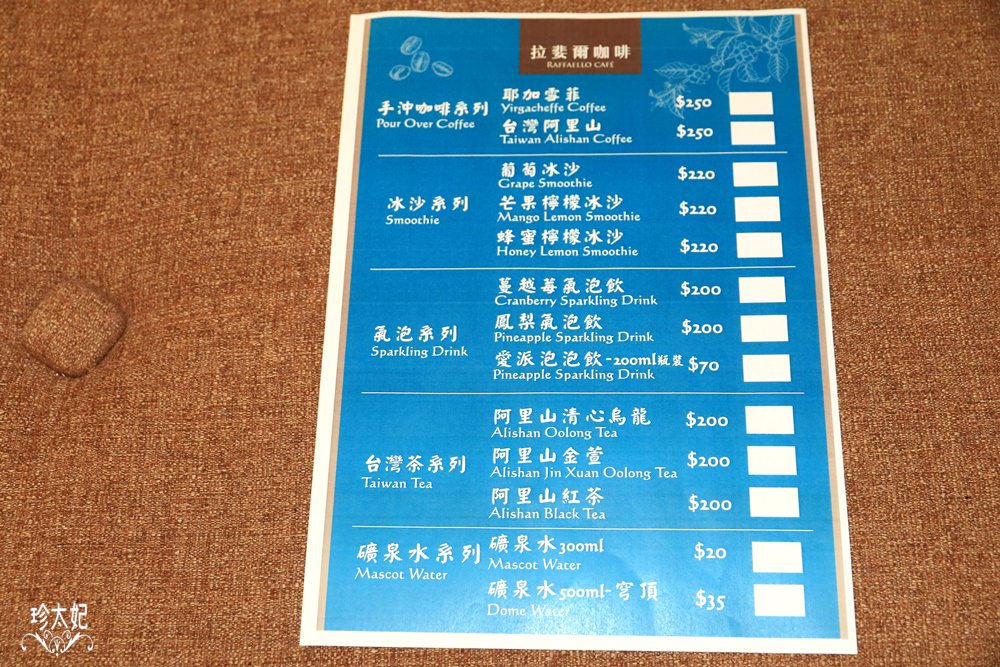 拉斐爾咖啡
RAFFAELLO CAFÉ
手沖咖啡系列
Pour Over Coffee
耶加雪菲 $250
Yirgacheffe Coffee
台灣阿里山 $250
Taiwan Alishan Coffee
冰沙系列
Smoothie
葡萄冰沙 $220
Grape Smoothie
芒果檸檬冰沙 $220
Mango Lemon Smoothie
蜂蜜檸檬冰沙 $220
Honey Lemon Smoothie
氣泡系列
Sparkling Drink
蔓越莓氣泡飲 $200
Cranberry Sparkling Drink
鳳梨氣泡飲 $200
Pineapple Sparkling Drink
愛派泡泡飲-200ml瓶裝 $70
Pineapple Sparkling Drink
台灣茶系列
Taiwan Tea
阿里山清心烏龍 $200
Alishan Oolong Tea
阿里山金萱 $200
Alishan Jin Xuan Oolong Tea
阿里山紅茶 $200
Alishan Black Tea
礦泉水系列
Mascot Water
礦泉水300ml $20
Mascot Water
礦泉水500ml-穹頂 $35
Dome Water
珍太妃